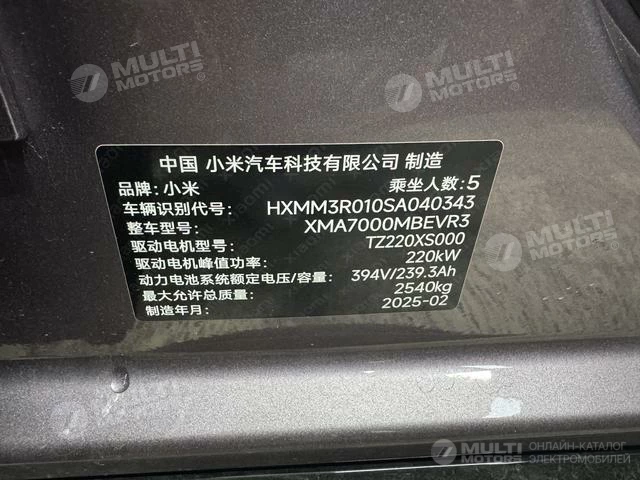 MULTI
MOTORS
MULTI
MOTORS
中国 小米汽车科技有限公司 制造
品牌:小米 乘坐人数:5
车辆识别代号: HXMM3R010SA040343
整车型号: XMA7000MBEVR3
驱动电机型号: TZ220XS000
驱动电机峰值功率: 220kW
动力电池系统额定电压/容量: 394V/239.3Ah
最大允许总质量: 2540kg
制造年月: 2025-02
MULTI
MOTORS
MULTI
MOTORS
MULTI
MOTORS
ОНЛАЙН-КАТАЛОГ
ЭЛЕКТРОМОБИЛЕЙ